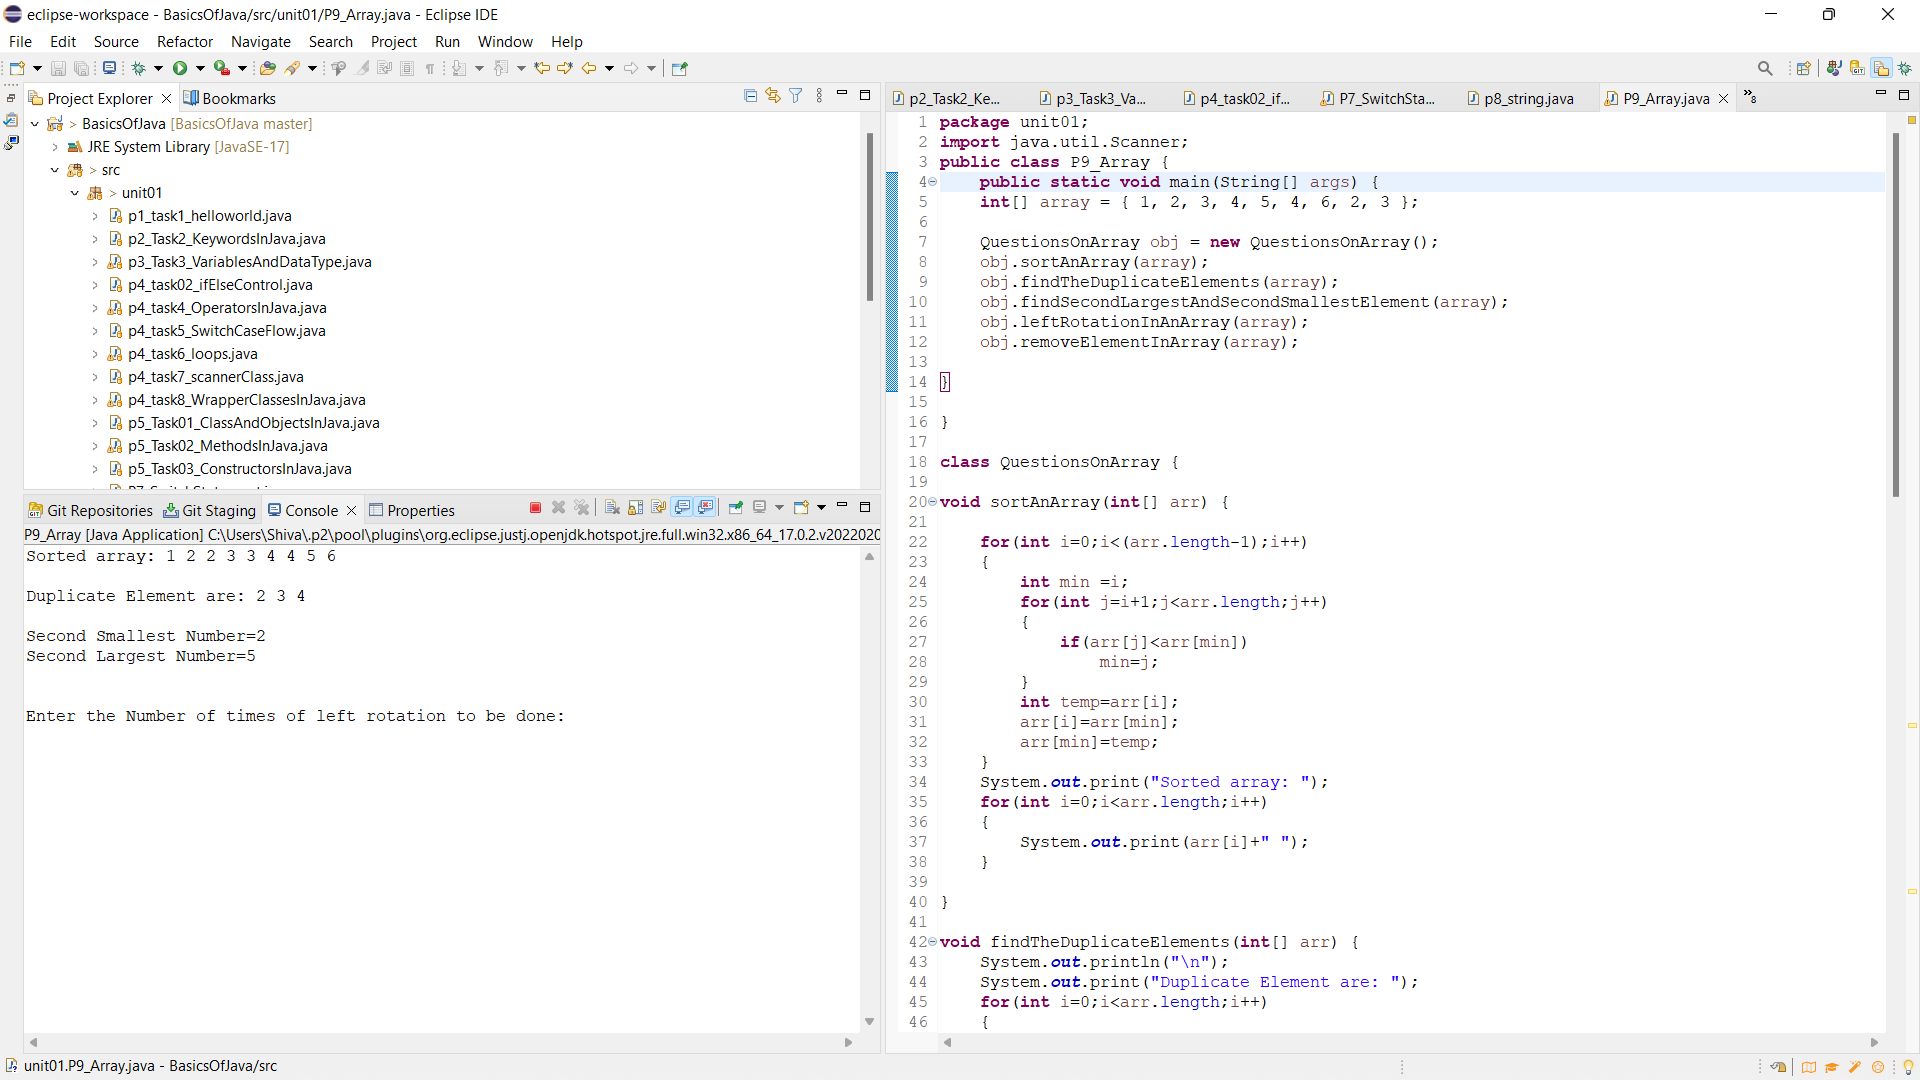 eclipse-workspace - BasicsOfJava/src/unit01/P9_Array.java - Eclipse IDE
File Edit Source Refactor Navigate Search Project Run Window Help
Project Explorer Bookmarks
> BasicsOfJava [BasicsOfJava master]
JRE System Library [JavaSE-17]
> src
> unit01
p1_task1_helloworld.java
p2_Task2_KeywordsInJava.java
p3_Task3_VariablesAndDataType.java
p4_task02_ifElseControl.java
p4_task4_OperatorsInJava.java
p4_task5_SwitchCaseFlow.java
p4_task6_loops.java
p4_task7_scannerClass.java
p4_task8_WrapperClassesInJava.java
p5_Task01_ClassAndObjectsInJava.java
p5_Task02_MethodsInJava.java
p5_Task03_ConstructorsInJava.java
Git Repositories Git Staging Console Properties
P9_Array [Java Application] C:\Users\Shiva\.p2\pool\plugins\org.eclipse.justj.openjdk.hotspot.jre.full.win32.x86_64_17.0.2.v2022020
Sorted array: 1 2 2 3 3 4 4 5 6
Duplicate Element are: 2 3 4
Second Smallest Number=2
Second Largest Number=5
Enter the Number of times of left rotation to be done:
p2_Task2_Ke... p3_Task3_Va... p4_task02_if... P7_SwitchSta... p8_string.java P9_Array.java »8
1 package unit01;
2 import java.util.Scanner;
3 public class P9_Array {
4 public static void main(String[] args) {
5 int[] array = { 1, 2, 3, 4, 5, 4, 6, 2, 3 };
6
7 QuestionsOnArray obj = new QuestionsOnArray();
8 obj.sortAnArray(array);
9 obj.findTheDuplicateElements(array);
10 obj.findSecondLargestAndSecondSmallestElement(array);
11 obj.leftRotationInAnArray(array);
12 obj.removeElementInArray(array);
13
14 }
15
16 }
17
18 class QuestionsOnArray {
19
20 void sortAnArray(int[] arr) {
21
22 for(int i=0;i<(arr.length-1);i++)
23 {
24 int min =i;
25 for(int j=i+1;j<arr.length;j++)
26 {
27 if(arr[j]<arr[min])
28 min=j;
29 }
30 int temp=arr[i];
31 arr[i]=arr[min];
32 arr[min]=temp;
33 }
34 System.out.print("Sorted array: ");
35 for(int i=0;i<arr.length;i++)
36 {
37 System.out.print(arr[i]+" ");
38 }
39
40 }
41
42 void findTheDuplicateElements(int[] arr) {
43 System.out.println("\n");
44 System.out.print("Duplicate Element are: ");
45 for(int i=0;i<arr.length;i++)
46 {
unit01.P9_Array.java - BasicsOfJava/src